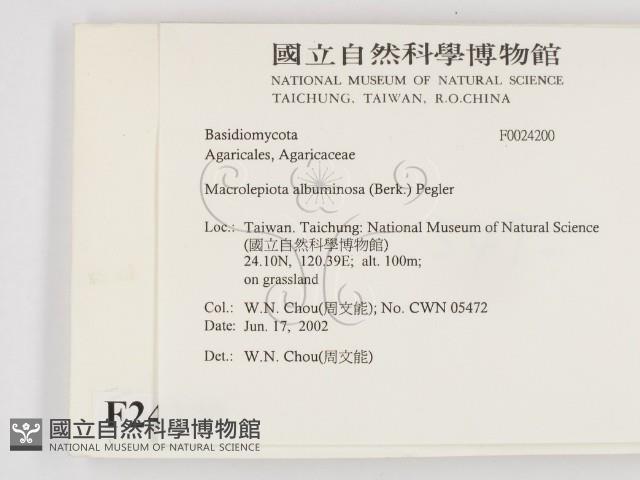 國立自然科學博物館
NATIONAL MUSEUM OF NATURAL SCIENCE
TAICHUNG, TAIWAN, R.O.CHINA
Basidiomycota F0024200
Agaricales, Agaricaceae
Macrolepiota albuminosa (Berk.) Pegler
Loc.: Taiwan. Taichung: National Museum of Natural Science
(國立自然科學博物館)
24.10N, 120.39E; alt. 100m;
on grassland
Col.: W.N. Chou(周文能); No. CWN 05472
Date: Jun. 17, 2002
Det.: W.N. Chou(周文能)
F24
國立自然科學博物館
NATIONAL MUSEUM OF NATURAL SCIENCE